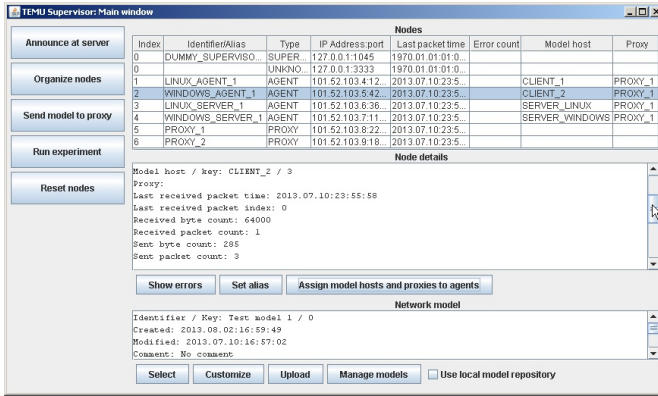 TEMU Supervisor: Main window
Announce at server
Organize nodes
Send model to proxy
Run experiment
Reset nodes
Nodes
Index Identifier/Alias Type IP Address:port Last packet time Error count Model host Proxy
0 DUMMY_SUPERVISO... SUPER... 127.0.0.1:1045 1970.01.01:01:0...
0 UNKNO... 127.0.0.1:3333 1970.01.01:01:0...
1 LINUX_AGENT_1 AGENT 101.52.103.4:12... 2013.07.10:23:5... CLIENT_1 PROXY_1
2 WINDOWS_AGENT_1 AGENT 101.52.103.5:42... 2013.07.10:23:5... CLIENT_2 PROXY_1
3 LINUX_SERVER_1 AGENT 101.52.103.6:36... 2013.07.10:23:5... SERVER_LINUX PROXY_1
4 WINDOWS_SERVER_1 AGENT 101.52.103.7:11... 2013.07.10:23:5... SERVER_WINDOWS PROXY_1
5 PROXY_1 PROXY 101.52.103.8:22... 2013.07.10:23:5...
6 PROXY_2 PROXY 101.52.103.9:18... 2013.07.10:23:5...
Node details
Model host / key: CLIENT_2 / 3
Proxy:
Last received packet time: 2013.07.10:23:55:58
Last received packet index: 0
Received byte count: 64000
Received packet count: 1
Sent byte count: 285
Sent packet count: 3
Show errors Set alias Assign model hosts and proxies to agents
Network model
Identifier / Key: Test model 1 / 0
Created: 2013.08.02:16:59:49
Modified: 2013.07.10:16:57:02
Comment: No comment
Select Customize Upload Manage models Use local model repository